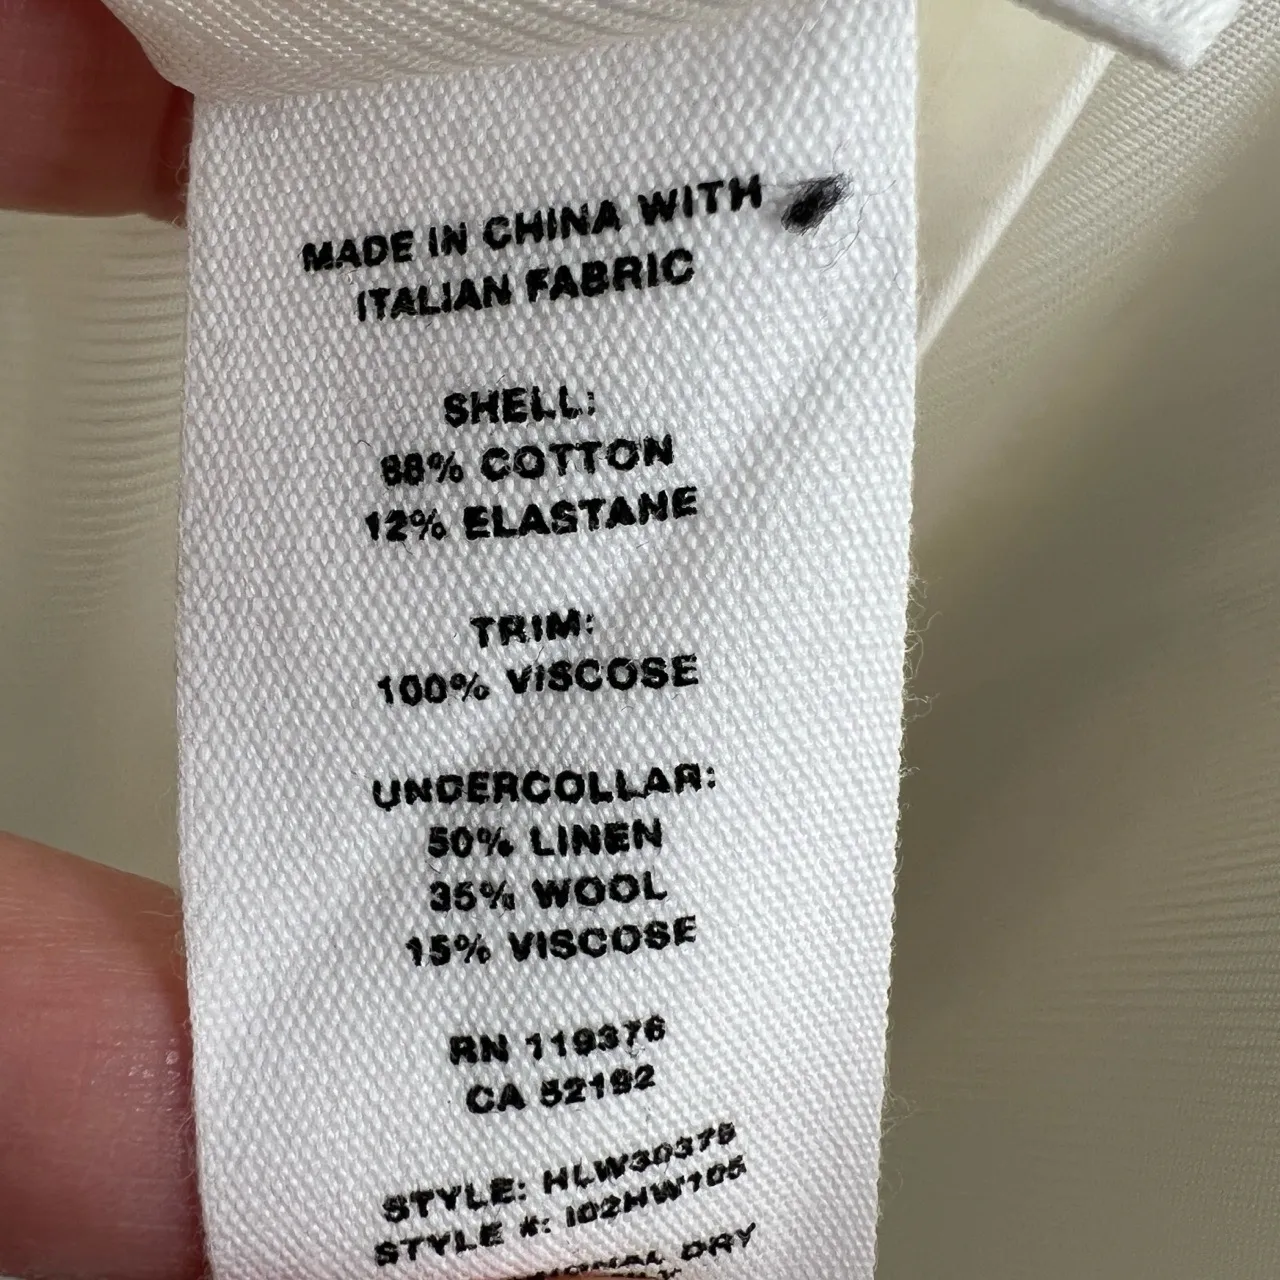 MADE IN CHINA WITH
ITALIAN FABRIC
SHELL:
88% COTTON
12% ELASTANE
TRIM:
100% VISCOSE
UNDERCOLLAR:
50% LINEN
35% WOOL
15% VISCOSE
RN 119376
CA 52192
STYLE: HLW30375
STYLE #: I02HW105
DRY